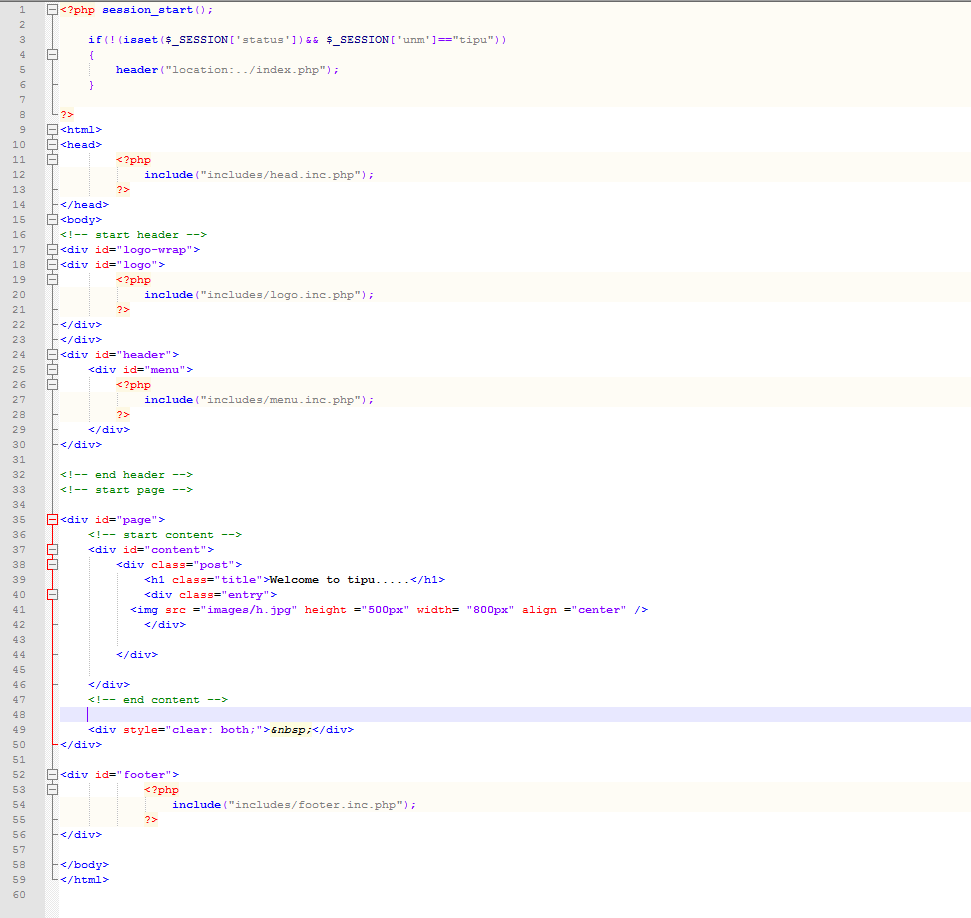 1 <?php session_start();
2
3 if(!(isset($_SESSION['status'])&& $_SESSION['unm']=="tipu"))
4 {
5 header("location:../index.php");
6 }
7
8 ?>
9 <html>
10 <head>
11 <?php
12 include("includes/head.inc.php");
13 ?>
14 </head>
15 <body>
16 <!-- start header -->
17 <div id="logo-wrap">
18 <div id="logo">
19 <?php
20 include("includes/logo.inc.php");
21 ?>
22 </div>
23 </div>
24 <div id="header">
25 <div id="menu">
26 <?php
27 include("includes/menu.inc.php");
28 ?>
29 </div>
30 </div>
31
32 <!-- end header -->
33 <!-- start page -->
34
35 <div id="page">
36 <!-- start content -->
37 <div id="content">
38 <div class="post">
39 <h1 class="title">Welcome to tipu.....</h1>
40 <div class="entry">
41 <img src ="images/h.jpg" height ="500px" width= "800px" align ="center" />
42 </div>
43
44 </div>
45
46 </div>
47 <!-- end content -->
48
49 <div style="clear: both;">&nbsp;</div>
50 </div>
51
52 <div id="footer">
53 <?php
54 include("includes/footer.inc.php");
55 ?>
56 </div>
57
58 </body>
59 </html>
60